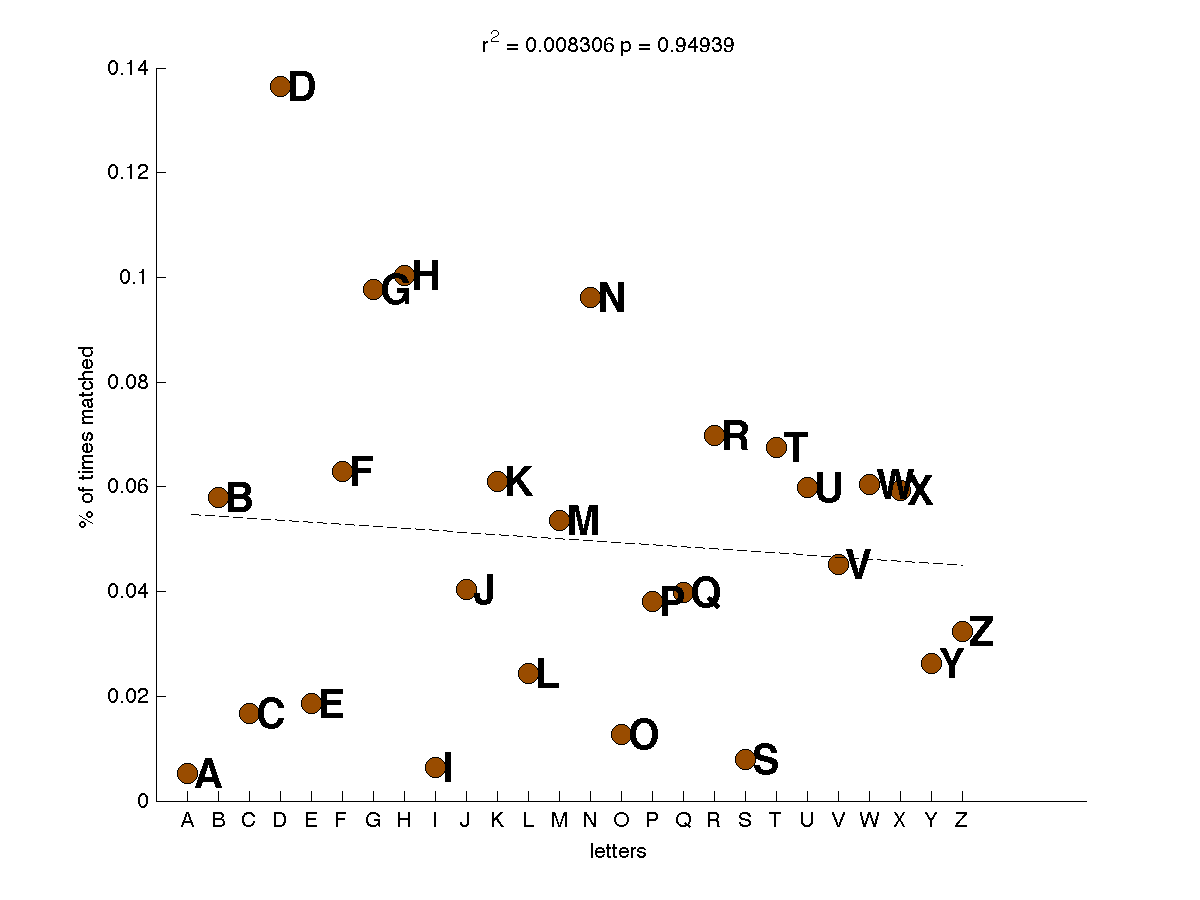 r2 = 0.008306 p = 0.94939
0.14
D
0.12
0.1
H
G
N
0.08
% of times matched
R
T
F
K
0.06
W
X
U
B
M
V
0.04
J
Q
P
Z
Y
L
0.02
E
C
O
S
I
A
0
A B C D E F G H I J K L M N O P Q R S T U V W X Y Z
letters